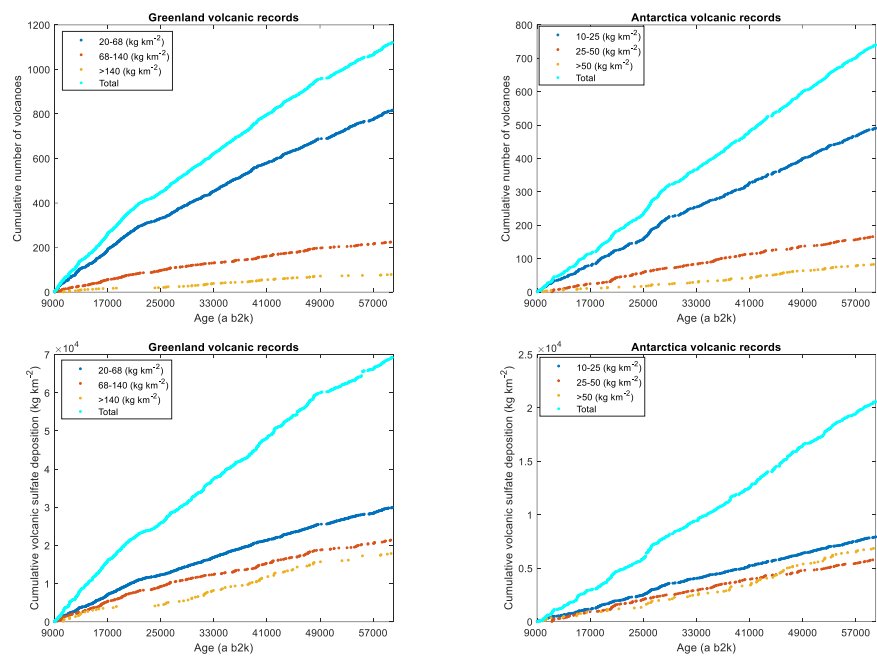 Greenland volcanic records
1200
1000
800
600
400
200
0
Cumulative number of volcanoes
20-68 (kg km-2)
68-140 (kg km-2)
>140 (kg km-2)
Total
9000 17000 25000 33000 41000 49000 57000
Age (a b2k)
Antarctica volcanic records
800
700
600
500
400
300
200
100
0
Cumulative number of volcanoes
10-25 (kg km-2)
25-50 (kg km-2)
>50 (kg km-2)
Total
9000 17000 25000 33000 41000 49000 57000
Age (a b2k)
Greenland volcanic records
×10^4
7
6
5
4
3
2
1
0
Cumulative volcanic sulfate deposition (kg km-2)
20-68 (kg km-2)
68-140 (kg km-2)
>140 (kg km-2)
Total
9000 17000 25000 33000 41000 49000 57000
Age (a b2k)
Antarctica volcanic records
×10^4
2.5
2
1.5
1
0.5
0
Cumulative volcanic sulfate deposition (kg km-2)
10-25 (kg km-2)
25-50 (kg km-2)
>50 (kg km-2)
Total
9000 17000 25000 33000 41000 49000 57000
Age (a b2k)